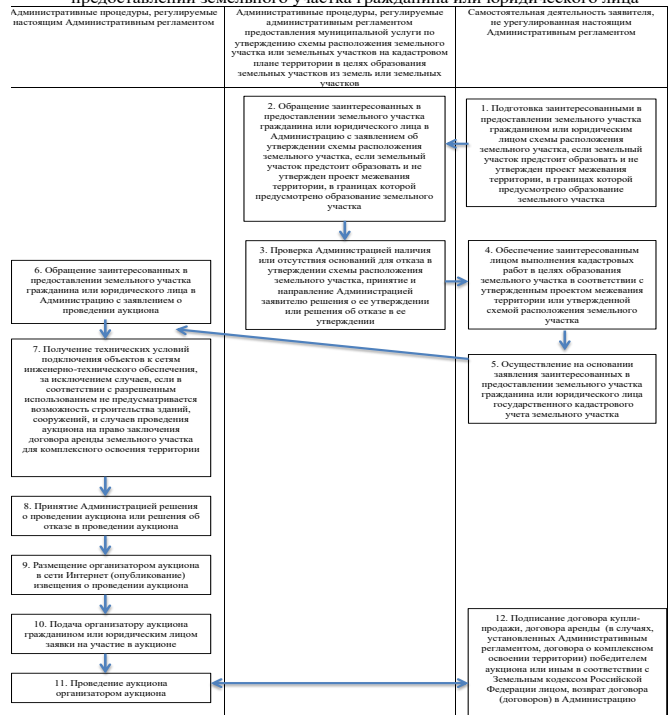 предоставлении земельного участка гражданина или юридического лица
Административные процедуры, регулируемые
настоящим Административным регламентом
Административные процедуры, регулируемые
административным регламентом
предоставления муниципальной услуги по
утверждению схемы расположения земельного
участка или земельных участков на кадастровом
плане территории в целях образования
земельных участков из земель или земельных
участков
Самостоятельная деятельность заявителя,
не урегулированная настоящим
Административным регламентом
1. Подготовка заинтересованными в
предоставлении земельного участка
гражданином или юридическим
лицом схемы расположения
земельного участка, если земельный
участок предстоит образовать и не
утвержден проект межевания
территории, в границах которой
предусмотрено образование
земельного участка
2. Обращение заинтересованных в
предоставлении земельного участка
гражданина или юридического лица в
Администрацию с заявлением об
утверждении схемы расположения
земельного участка, если земельный
участок предстоит образовать и не
утвержден проект межевания
территории, в границах которой
предусмотрено образование земельного
участка
3. Проверка Администрацией наличия
или отсутствия оснований для отказа в
утверждении схемы расположения
земельного участка, принятие и
направление Администрацией
заявителю решения о ее утверждении
или решения об отказе в ее
утверждении
4. Обеспечение заинтересованным
лицом выполнения кадастровых
работ в целях образования
земельного участка в соответствии с
утвержденным проектом межевания
территории или утвержденной
схемой расположения земельного
участка
5. Осуществление на основании
заявления заинтересованных в
предоставлении земельного участка
гражданина или юридического лица
государственного кадастрового
учета земельного участка
6. Обращение заинтересованных в
предоставлении земельного участка
гражданина или юридического лица в
Администрацию с заявлением о
проведении аукциона
7. Получение технических условий
подключения объектов к сетям
инженерно-технического обеспечения,
за исключением случаев, если в
соответствии с разрешенным
использованием не предусматривается
возможность строительства зданий,
сооружений, и случаев проведения
аукциона на право заключения
договора аренды земельного участка
для комплексного освоения территории
8. Принятие Администрацией решения
о проведении аукциона или решения об
отказе в проведении аукциона
9. Размещение организатором аукциона
в сети Интернет (опубликование)
извещения о проведении аукциона
10. Подача организатору аукциона
гражданином или юридическим лицом
заявки на участие в аукционе
11. Проведение аукциона
организатором аукциона
12. Подписание договора купли-
продажи, договора аренды (в случаях,
установленных Административным
регламентом, договора о комплексном
освоении территории) победителем
аукциона или иным в соответствии с
Земельным кодексом Российской
Федерации лицом, возврат договора
(договоров) в Администрацию